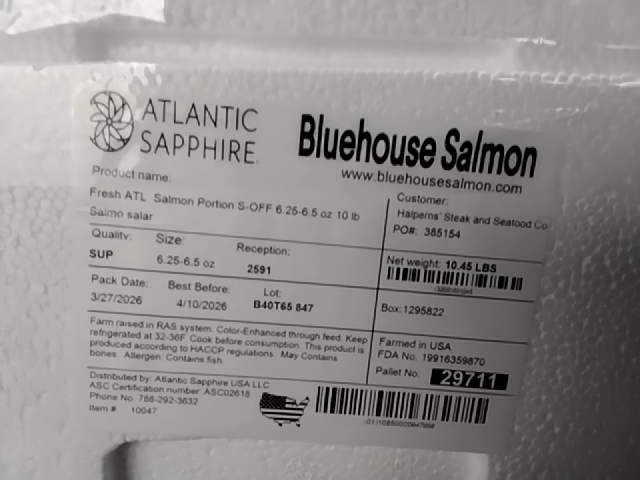 ATLANTIC
SAPPHIRE
Bluehouse Salmon
www.bluehousesalmon.com
Product name:
Fresh ATL Salmon Portion S-OFF 6.25-6.5 oz 10 lb
Salmo salar
Customer:
Halperns' Steak and Seafood Co
PO#: 385154
Quality: Size: Reception:
SUP 6.25-6.5 oz 2591
Net weight: 10.45 LBS
Pack Date: Best Before: Lot:
3/27/2026 4/10/2026 B40T65 847
Box:1295822
Farm raised in RAS system. Color-Enhanced through feed. Keep
refrigerated at 32-36F. Cook before consumption. This product is
produced according to HACCP regulations. May Contains
bones. Allergen: Contains fish.
Farmed in USA
FDA No. 19916359870
Pallet No. 29711
Distributed by: Atlantic Sapphire USA LLC
ASC Certification number: ASC02618
Phone No: 786-292-3632
Item # 10047